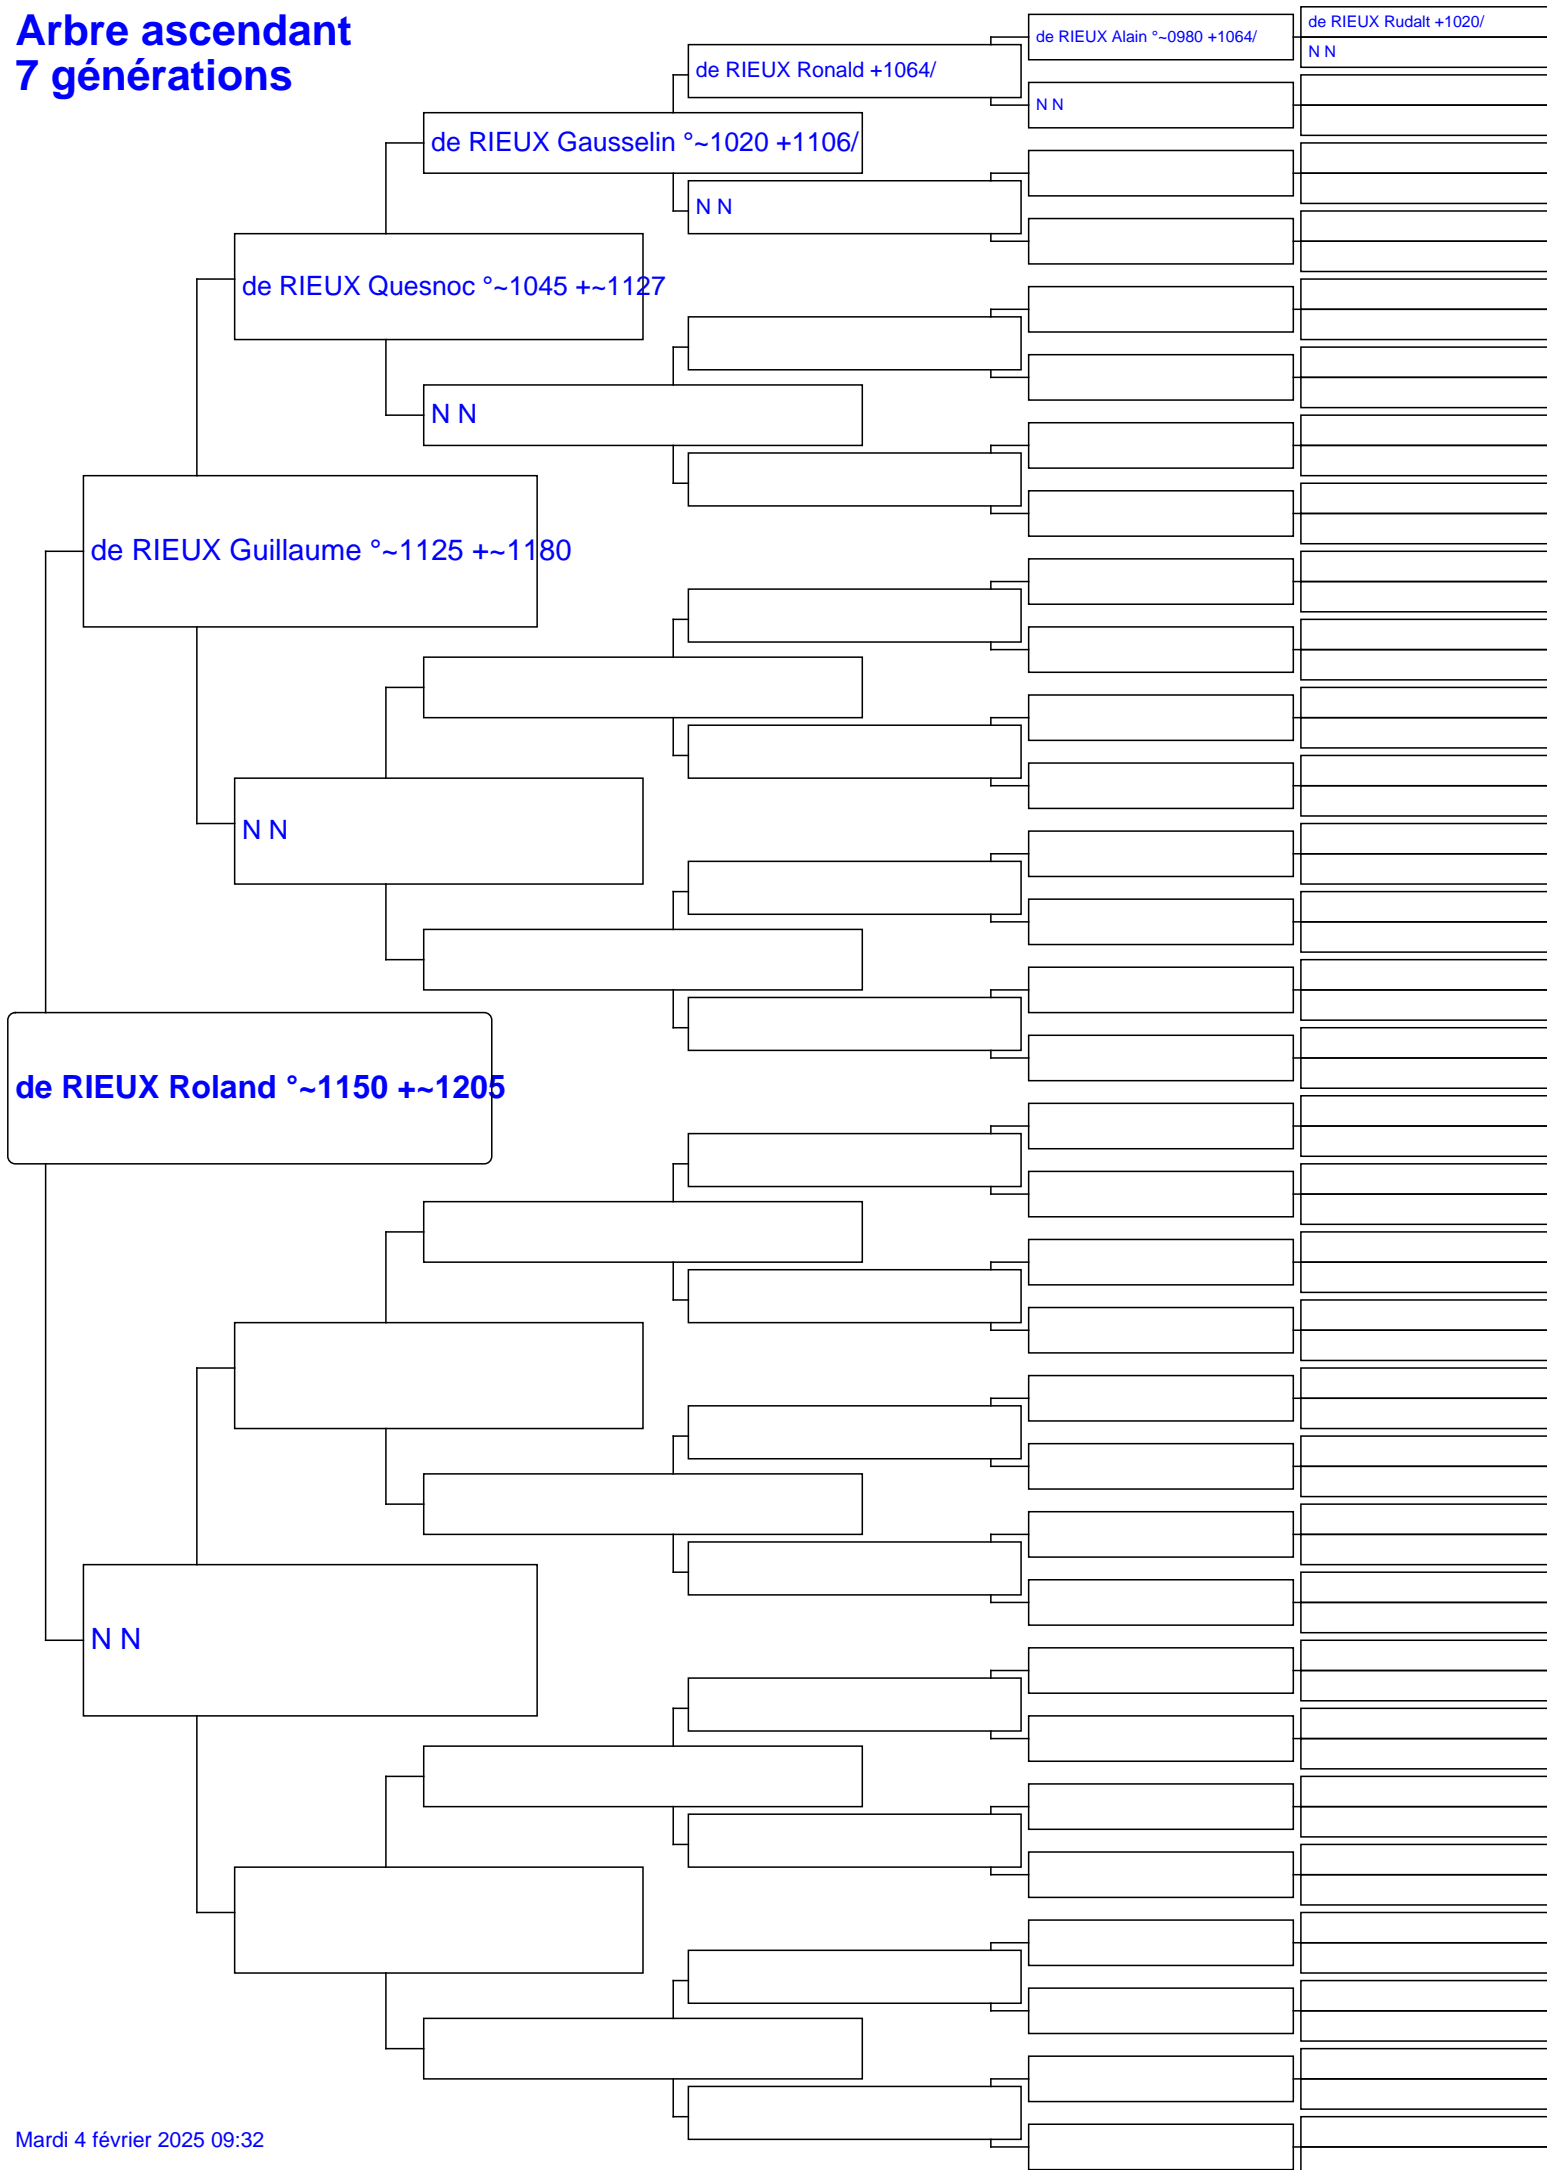 Arbre ascendant
7 générations
de RIEUX Rudalt +1020/
de RIEUX Alain °~0980 +1064/
N N
de RIEUX Ronald +1064/
N N
de RIEUX Gausselin °~1020 +1106/
N N
de RIEUX Quesnoc °~1045 +~1127
N N
de RIEUX Guillaume °~1125 +~1180
N N
de RIEUX Roland °~1150 +~1205
N N
Mardi 4 février 2025 09:32